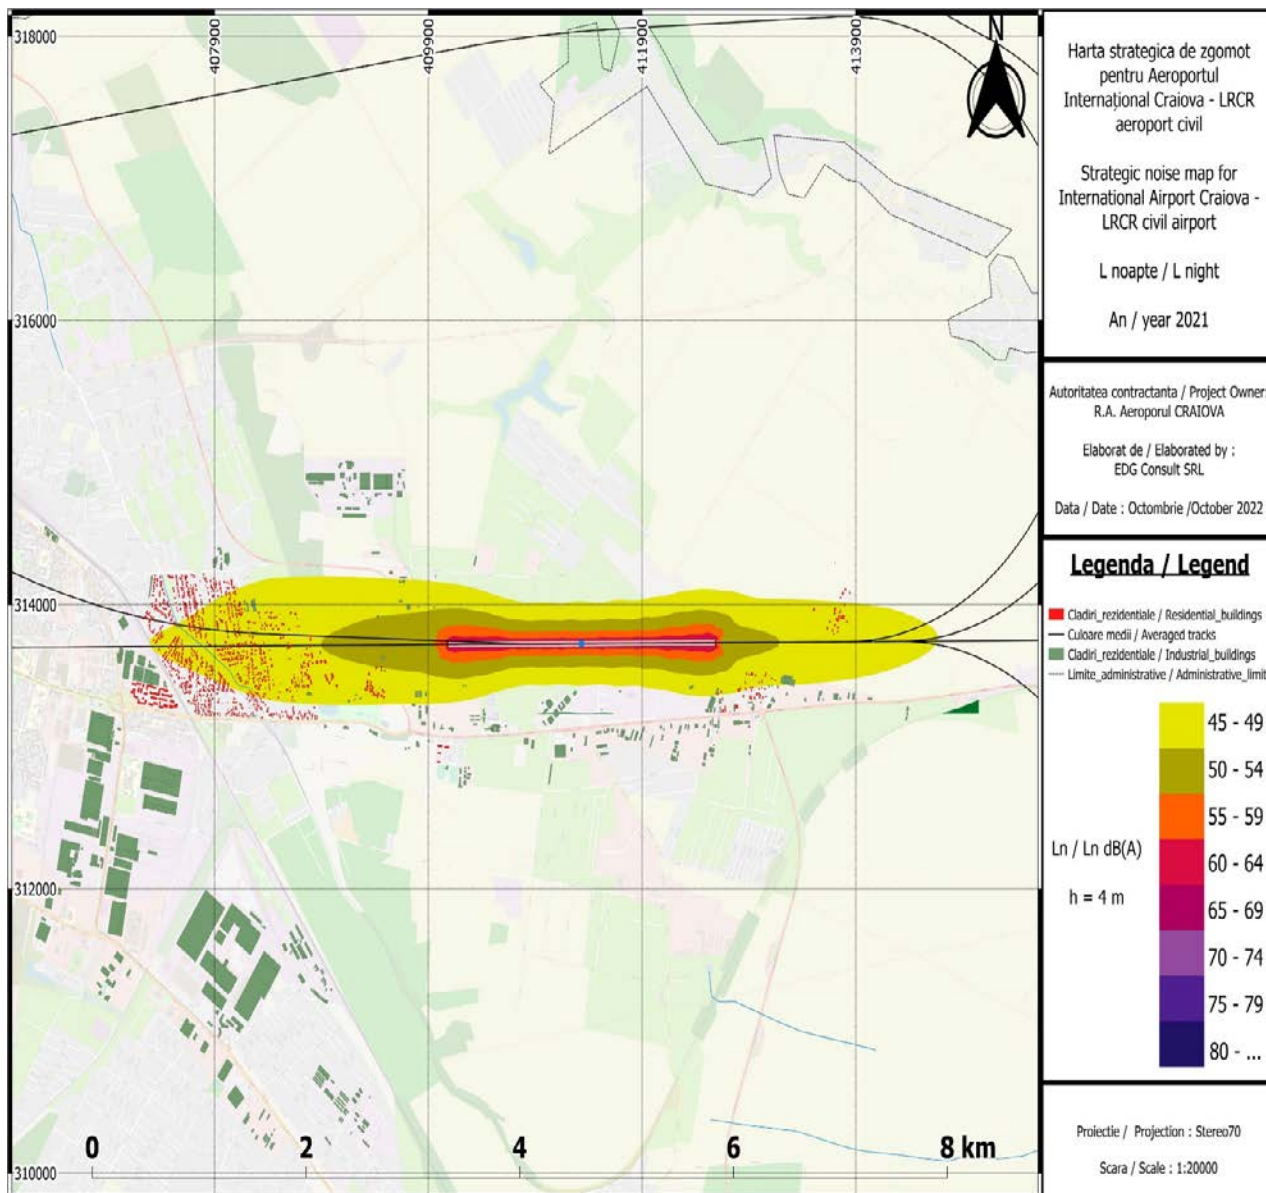 407900
409900
411900
413900
318000
316000
314000
312000
310000
N
0
2
4
6
8 km
Harta strategica de zgomot
pentru Aeroportul
Internațional Craiova - LRCR
aeroport civil
Strategic noise map for
International Airport Craiova -
LRCR civil airport
L noapte / L night
An / year 2021
Autoritatea contractanta / Project Owner:
R.A. Aeroporul CRAIOVA
Elaborat de / Elaborated by :
EDG Consult SRL
Data / Date : Octombrie /October 2022
Legenda / Legend
Cladiri_rezidentiale / Residential_buildings
Culoare medii / Averaged tracks
Cladiri_rezidentiale / Industrial_buildings
Limite_administrative / Administrative_limit
45 - 49
50 - 54
55 - 59
Ln / Ln dB(A)
60 - 64
h = 4 m
65 - 69
70 - 74
75 - 79
80 - ...
Proiectie / Projection : Stereo70
Scara / Scale : 1:20000